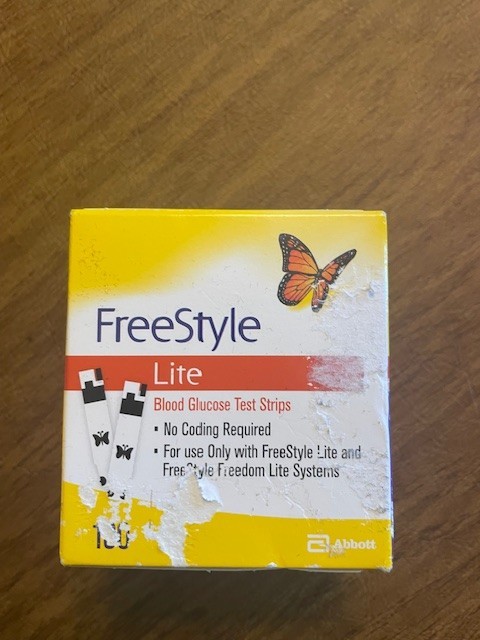 FreeStyle
Lite
Blood Glucose Test Strips
• No Coding Required
• For use Only with FreeStyle Lite and
FreeStyle Freedom Lite Systems
100
Abbott